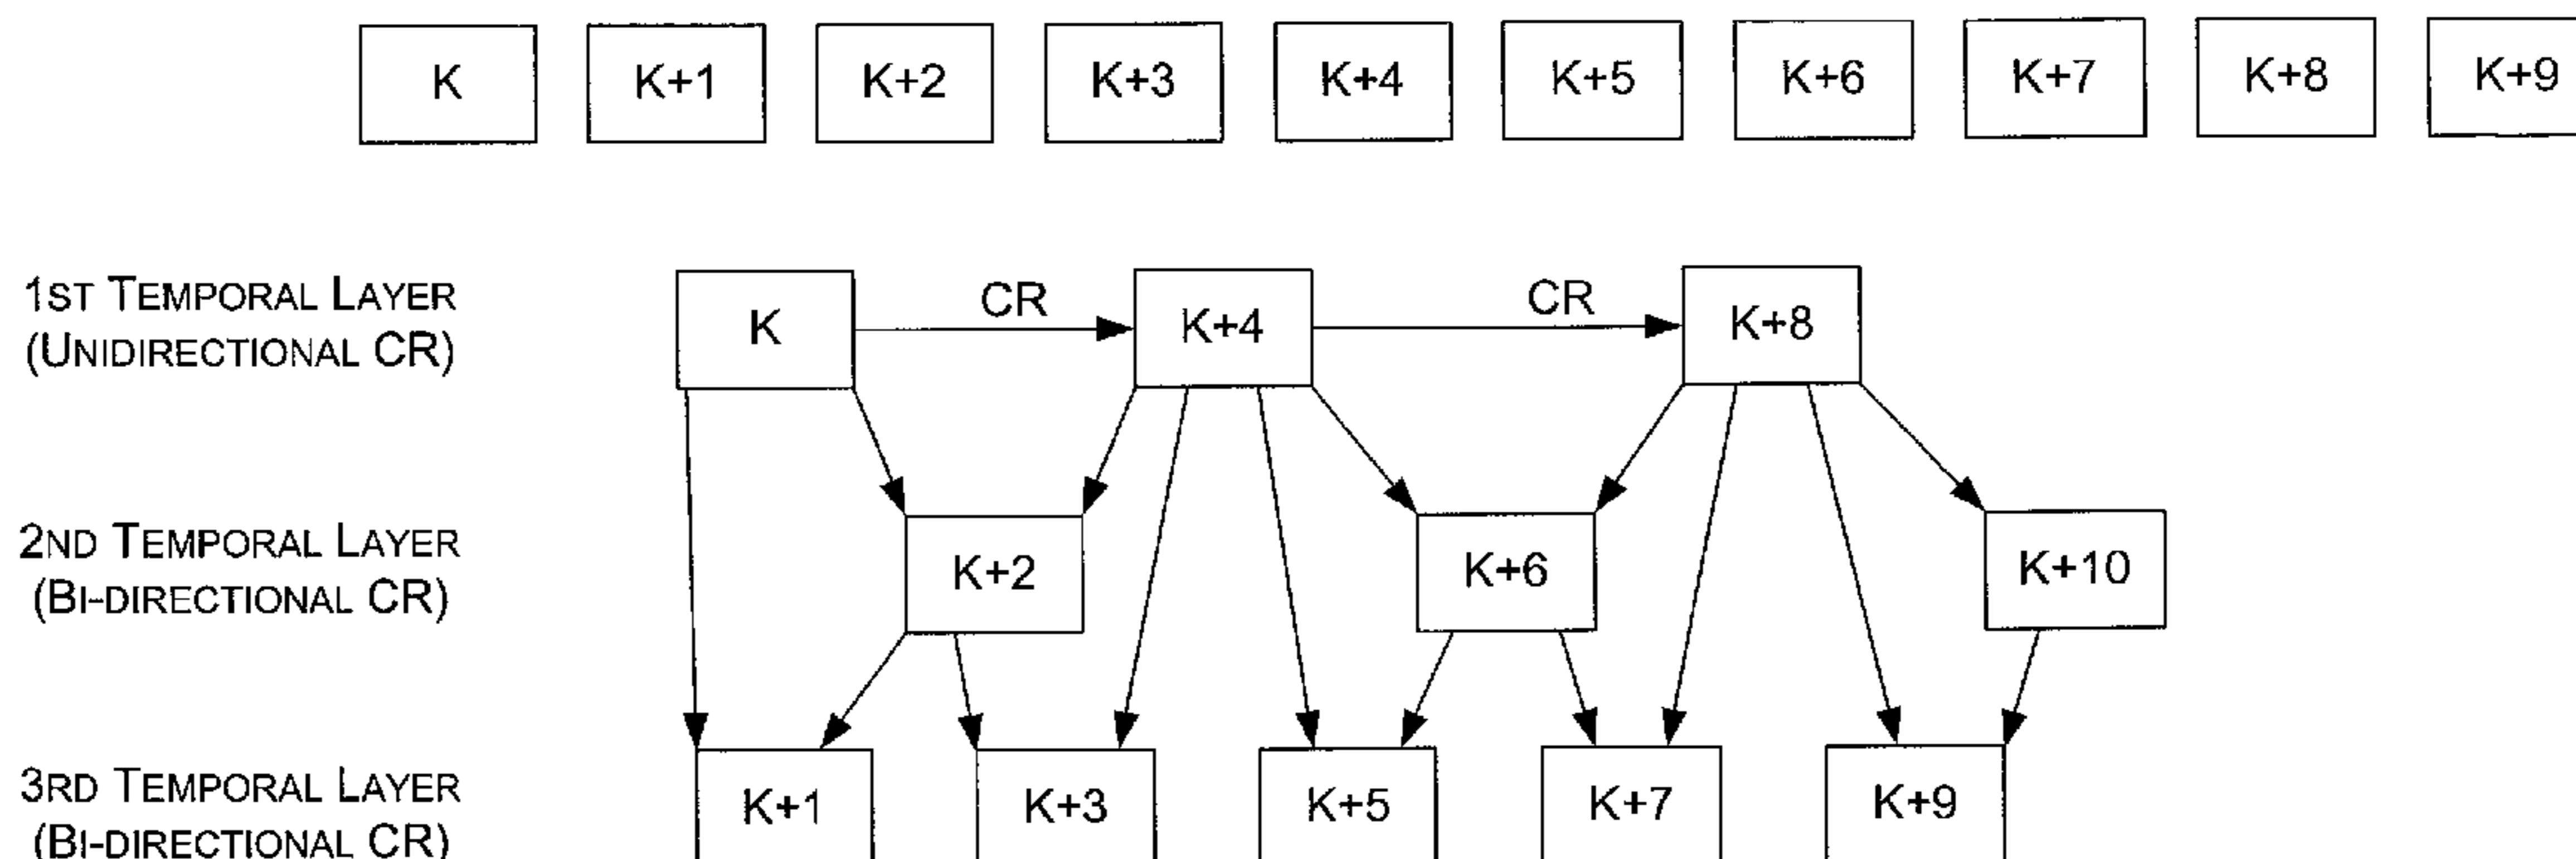 K K+1 K+2 K+3 K+4 K+5 K+6 K+7 K+8 K+9
1ST TEMPORAL LAYER
(UNIDIRECTIONAL CR)
K CR K+4 CR K+8
2ND TEMPORAL LAYER
(BI-DIRECTIONAL CR)
K+2 K+6 K+10
3RD TEMPORAL LAYER
(BI-DIRECTIONAL CR)
K+1 K+3 K+5 K+7 K+9